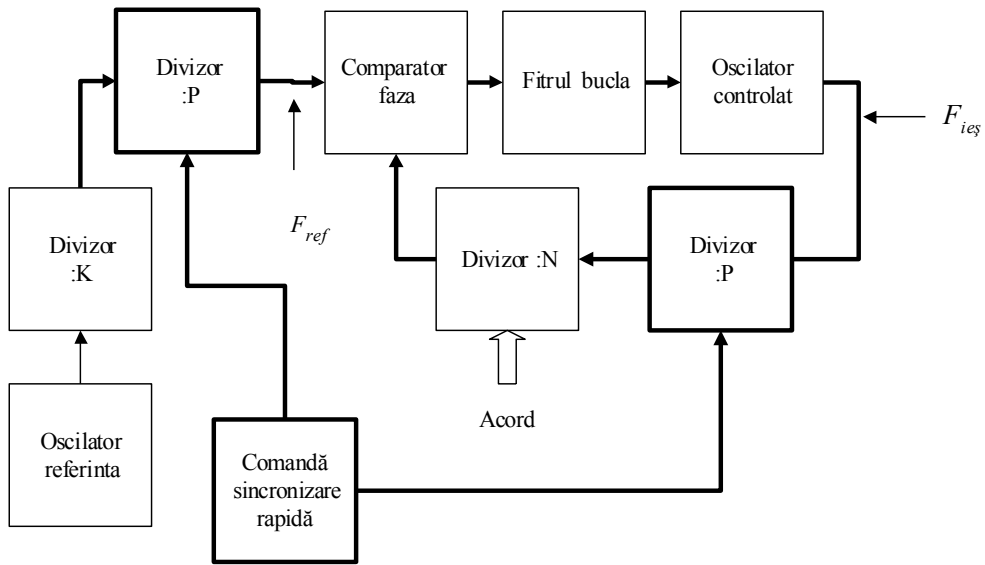 Divizor
:P
Comparator
faza
Fitrul bucla
Oscilator
controlat
F_ieș
F_ref
Divizor
:K
Divizor :N
Divizor
:P
Acord
Oscilator
referinta
Comandă
sincronizare
rapidă